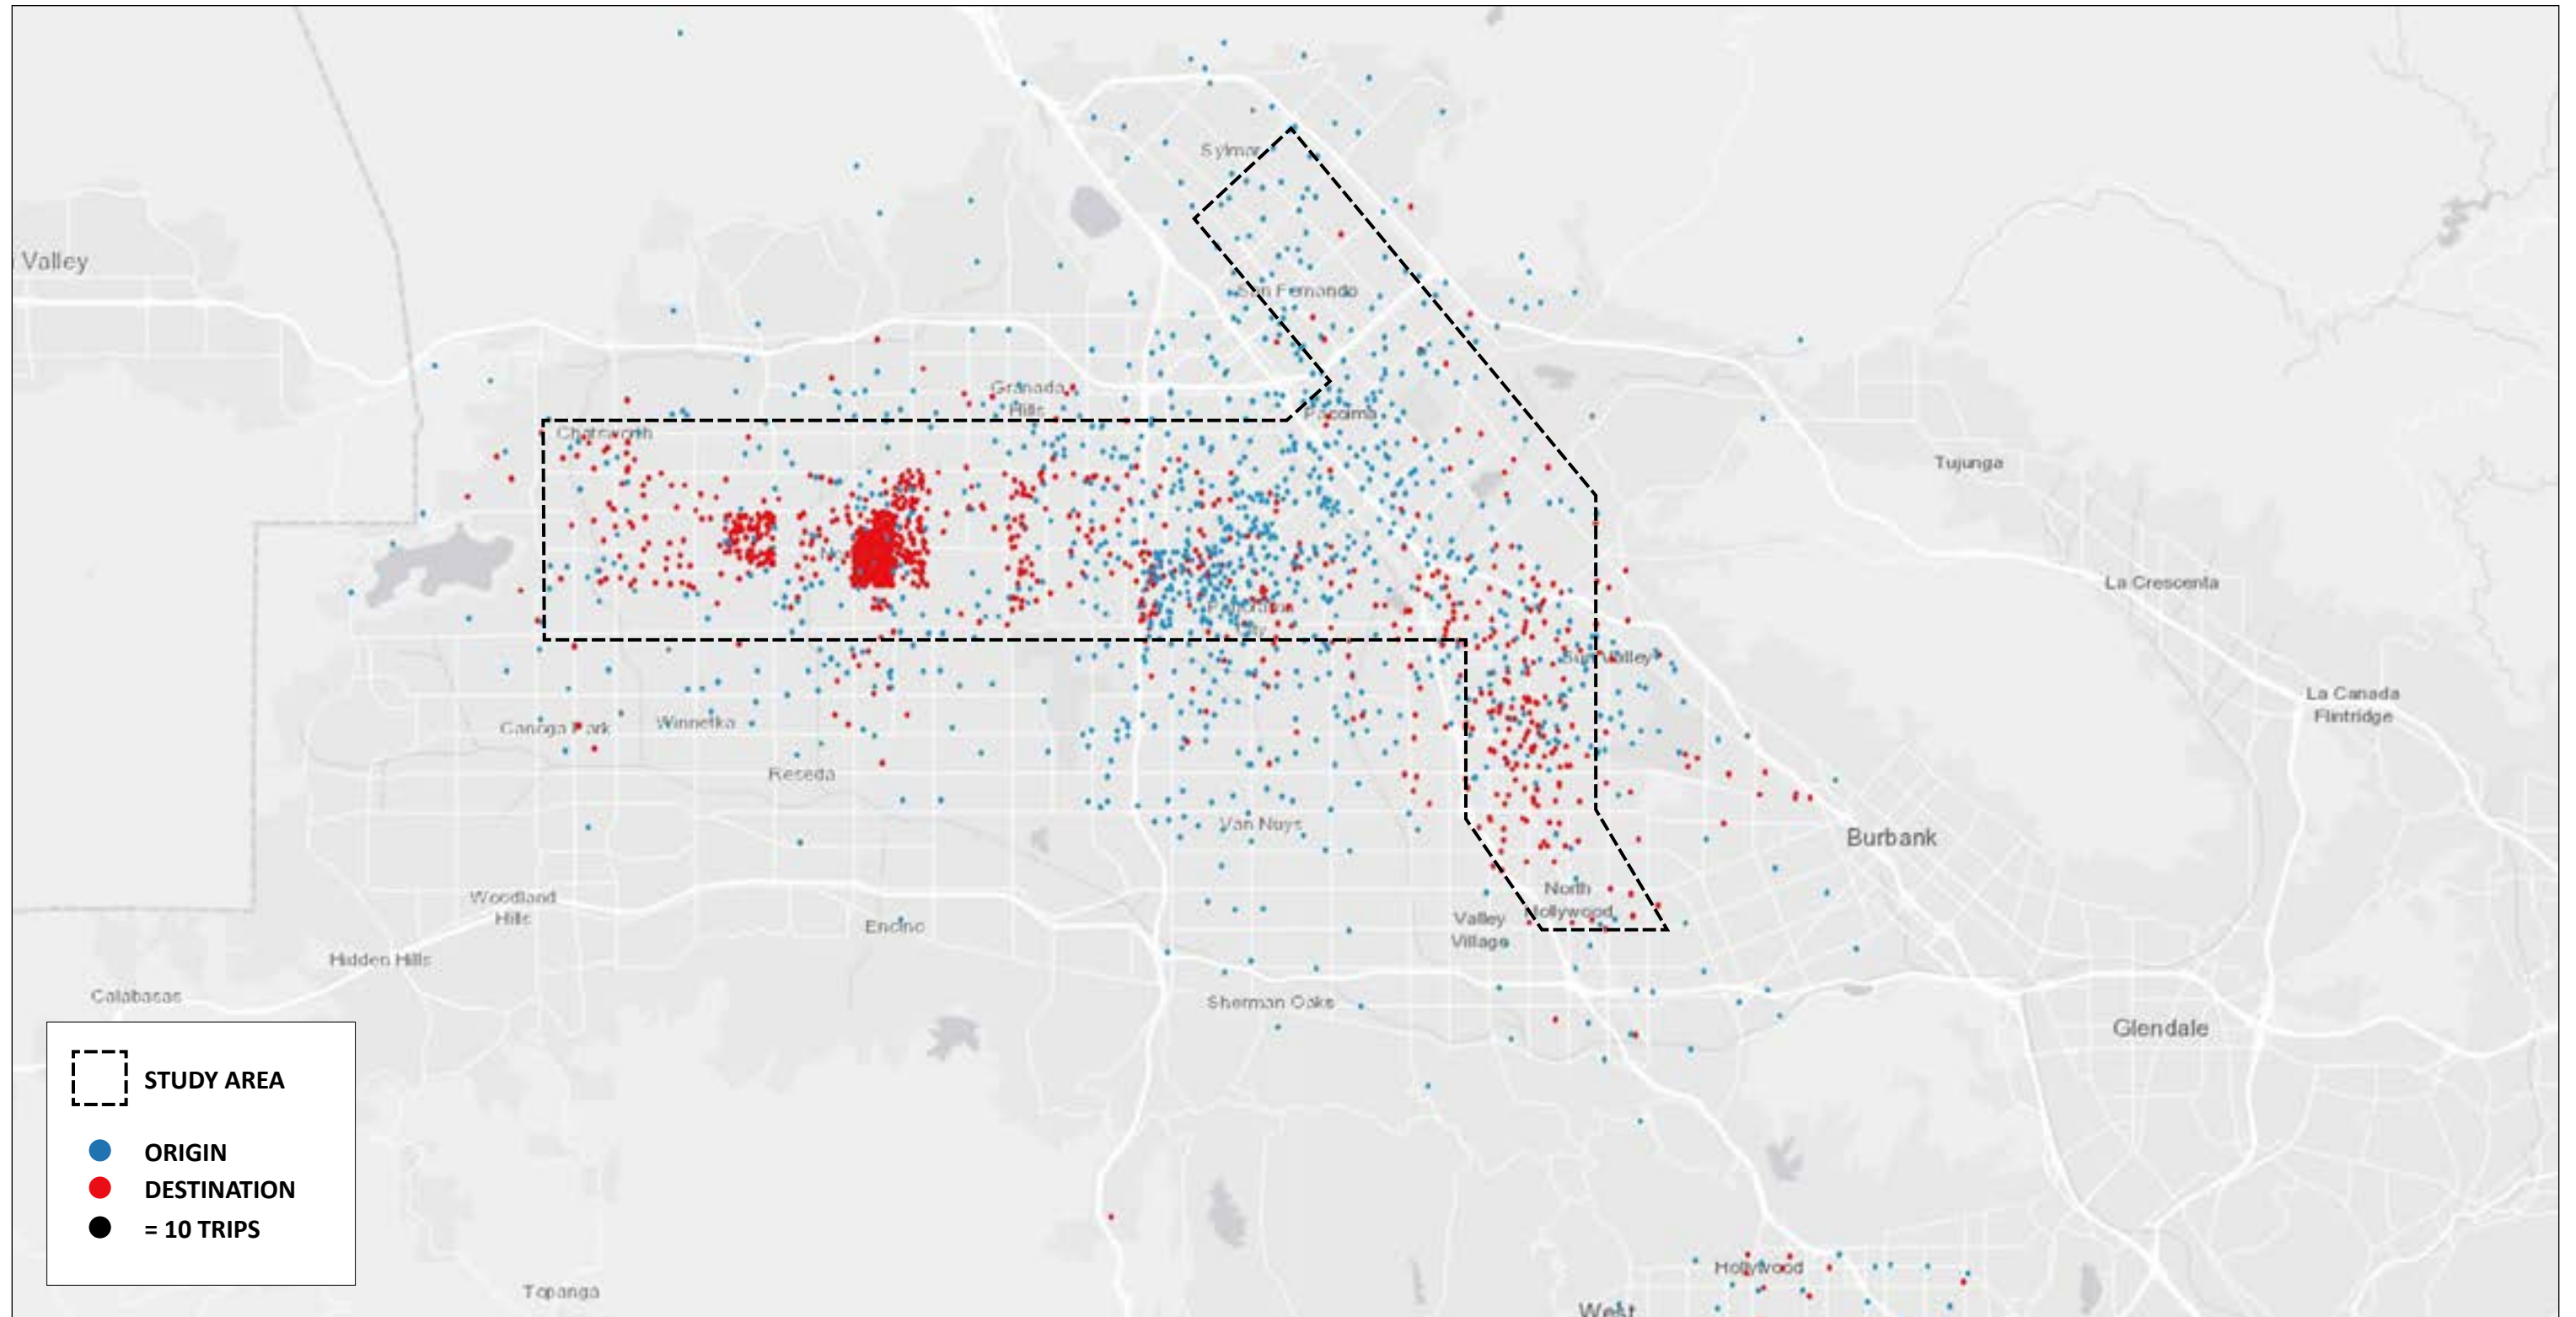 Sylmar
Valley
San Fernando
Granada
Hills
Pacoima
Chatsworth
Tujunga
La Crescenta
Panorama
City
Sun Valley
La Canada
Flintridge
Canoga Park
Winnetka
Reseda
Van Nuys
Burbank
Woodland
Hills
North
Hollywood
Encino
Valley
Village
Hidden Hills
Calabasas
Sherman Oaks
Glendale
STUDY AREA
ORIGIN
DESTINATION
= 10 TRIPS
Hollywood
Topanga
West